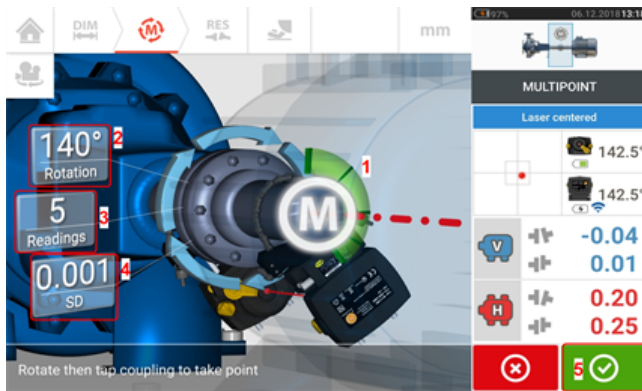 DIM
M
RES
mm
140°
Rotation
2
5
Readings
3
0.001
SD
4
1
M
Rotate then tap coupling to take point
97%
06.12.2018 13:18
MULTIPOINT
Laser centered
142.5°
142.5°
V
-0.04
0.01
H
0.20
0.25
5